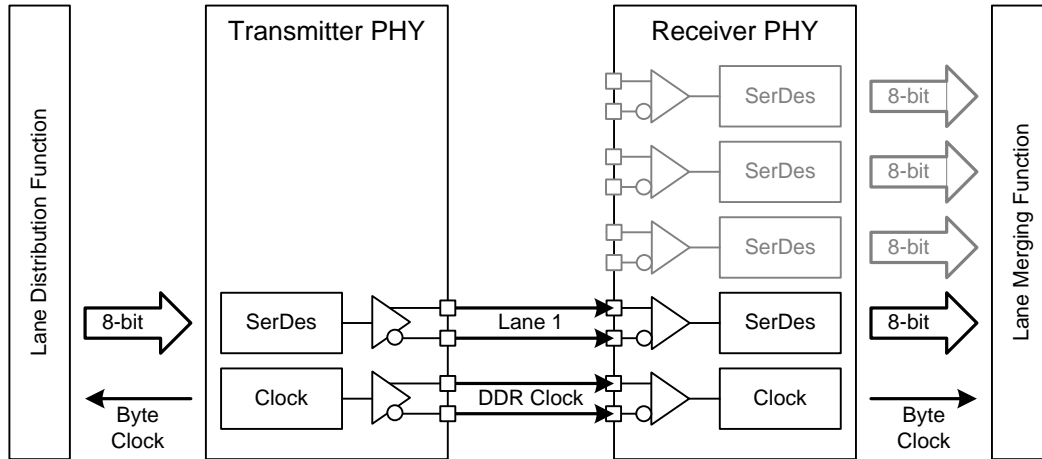 Transmitter PHY
Receiver PHY
SerDes
8-bit
SerDes
8-bit
SerDes
8-bit
Lane Distribution Function
8-bit
SerDes
Lane 1
SerDes
8-bit
Lane Merging Function
Byte
Clock
Clock
DDR Clock
Clock
Byte
Clock